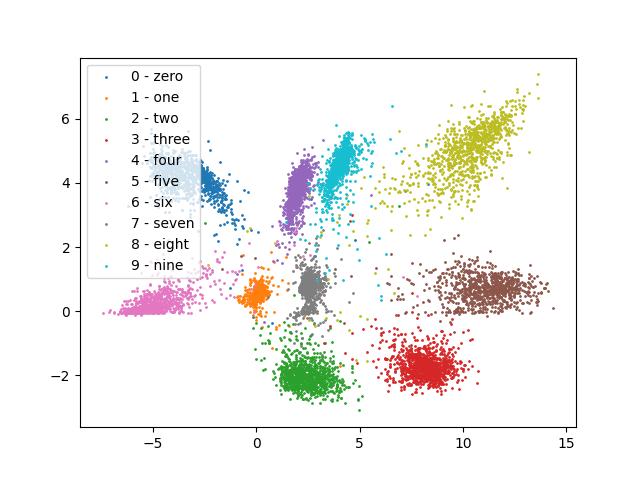 0 - zero
1 - one
2 - two
3 - three
4 - four
5 - five
6 - six
7 - seven
8 - eight
9 - nine
6
4
2
0
−2
−5
0
5
10
15